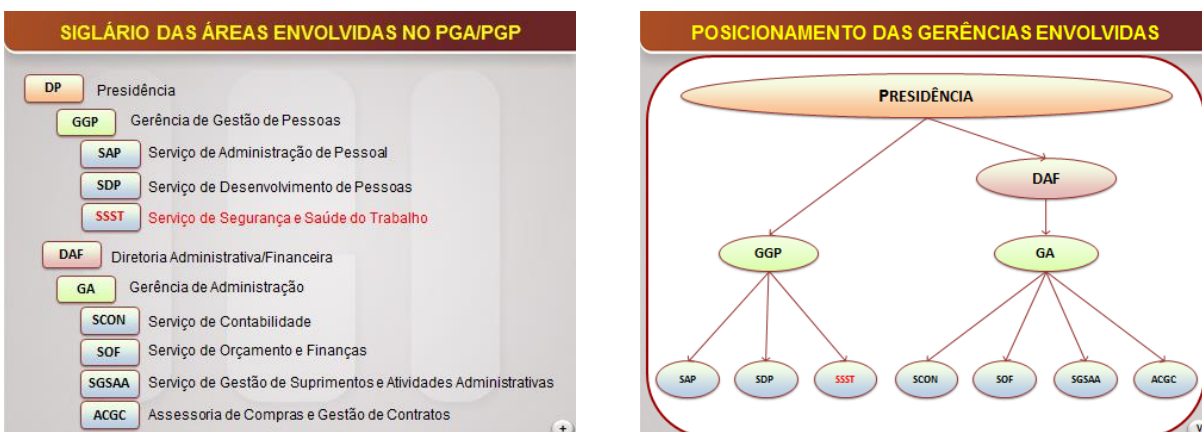 SIGLÁRIO DAS ÁREAS ENVOLVIDAS NO PGA/PGP
DP Presidência
GGP Gerência de Gestão de Pessoas
SAP Serviço de Administração de Pessoal
SDP Serviço de Desenvolvimento de Pessoas
SSST Serviço de Segurança e Saúde do Trabalho
DAF Diretoria Administrativa/Financeira
GA Gerência de Administração
SCON Serviço de Contabilidade
SOF Serviço de Orçamento e Finanças
SGSAA Serviço de Gestão de Suprimentos e Atividades Administrativas
ACGC Assessoria de Compras e Gestão de Contratos
+
POSICIONAMENTO DAS GERÊNCIAS ENVOLVIDAS
PRESIDÊNCIA
DAF
GGP GA
SAP SDP SSST SCON SOF SGSAA ACGC